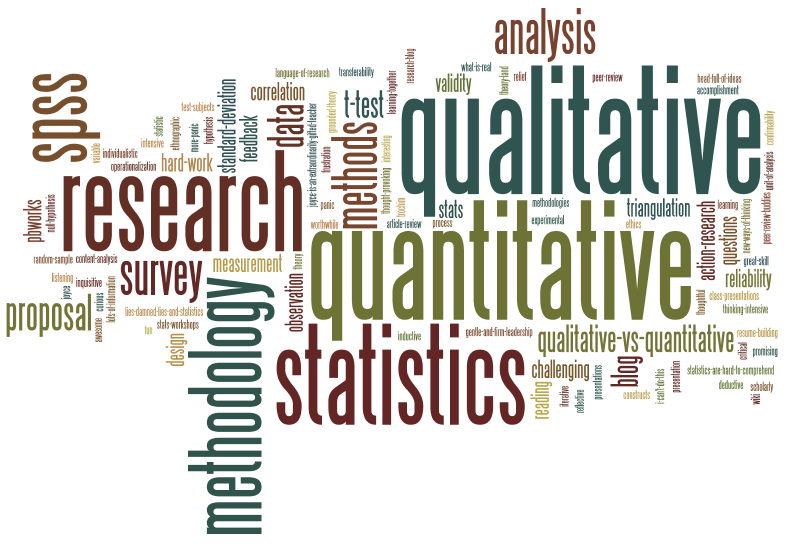 analysis
what-is-real
research-blog
language-of-research
transferability
relief
peer-review
head-full-of-ideas
accomplishment
spss
validity
theory-land
learning-together
correlation
t-test
qualitative
standard-deviation
test-subjects
grounded-theory
joyce-is-an-extraordinarily-gifted-teacher
data
feedback
statistic
ethnographic
more-panic
hypothesis
intensive
variable
individualistic
operationalization
hard-work
frustration
methods
interesting
thought-provoking
confirmability
unit-of-analysis
research
panic
worthwhile
article-review
stats
process
methodologies
experimental
triangulation
ethics
action-research
learning
questions
new-ways-of-thinking
peer-review-buddies
pbworks
sub-hypothesis
random-sample
content-analysis
survey
measurement
theory
observation
quantitative
great-skill
reliability
listening
inquisitive
joyce
curious
lots-of-information
awesome
proposal
thoughtful
class-presentations
thinking-intensive
methodology
lies-damned-lies-and-statistics
fun
stats-workshops
design
statistics
inductive
gentle-and-firm-leadership
qualitative-vs-quantitative
resume-building
critical
promising
challenging
blog
reading
iterative
reflective
presentations
constructs
i-can't-do-this
presentation
statistics-are-hard-to-comprehend
deductive
scholarly
wiki